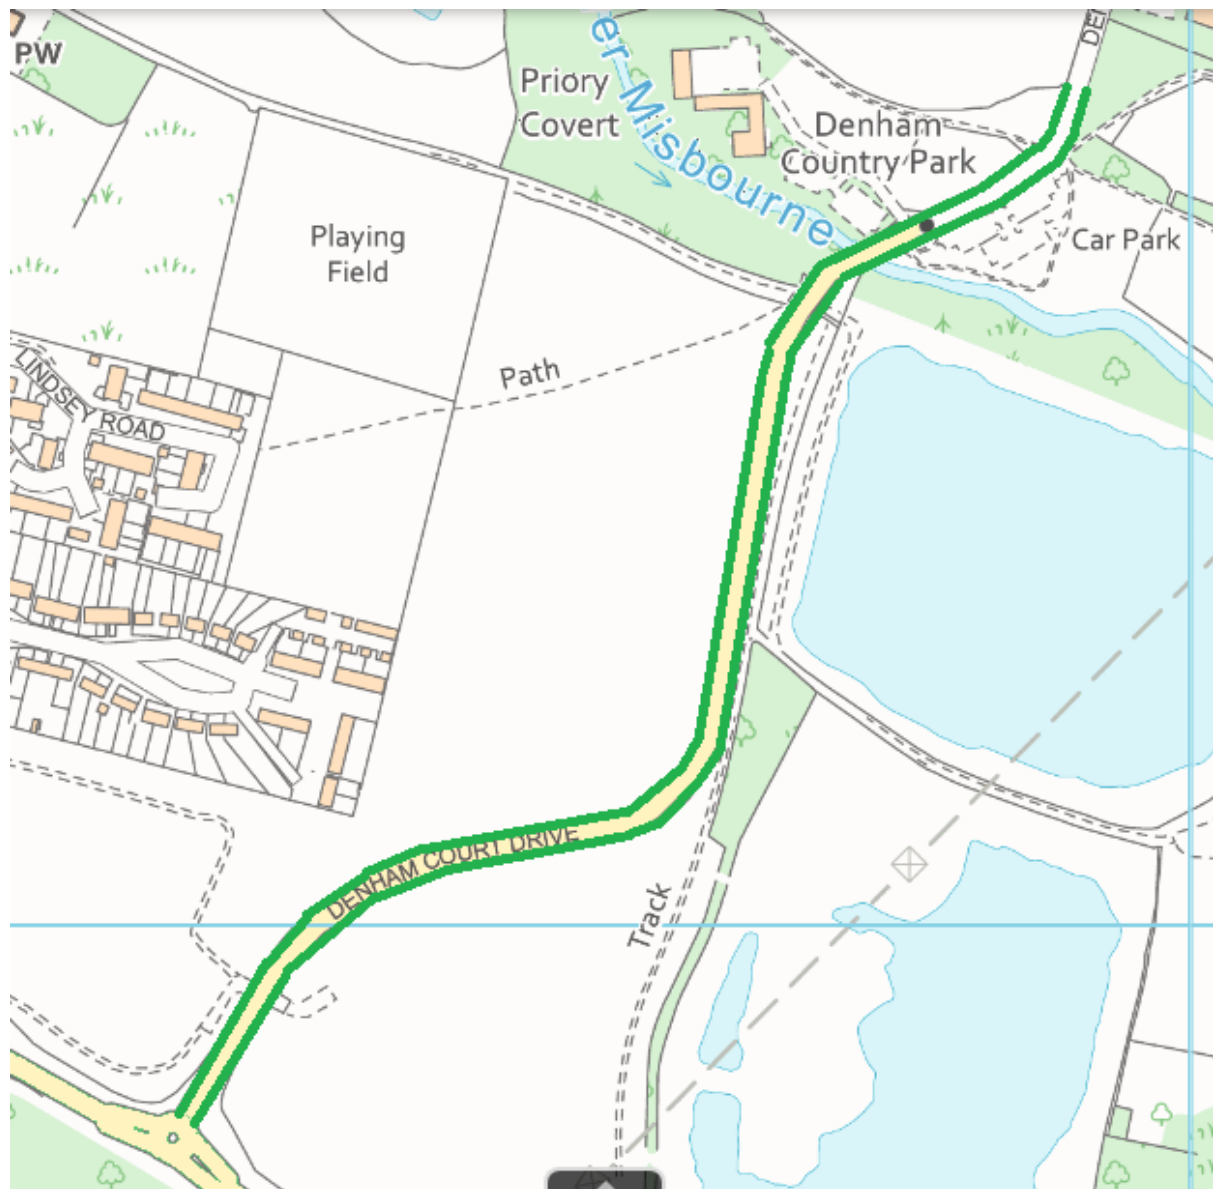 PW
Priory
Covert
er Misbourne
DEN
Denham
Country Park
Car Park
Playing
Field
Path
LINDSEY ROAD
DENHAM COURT DRIVE
Track